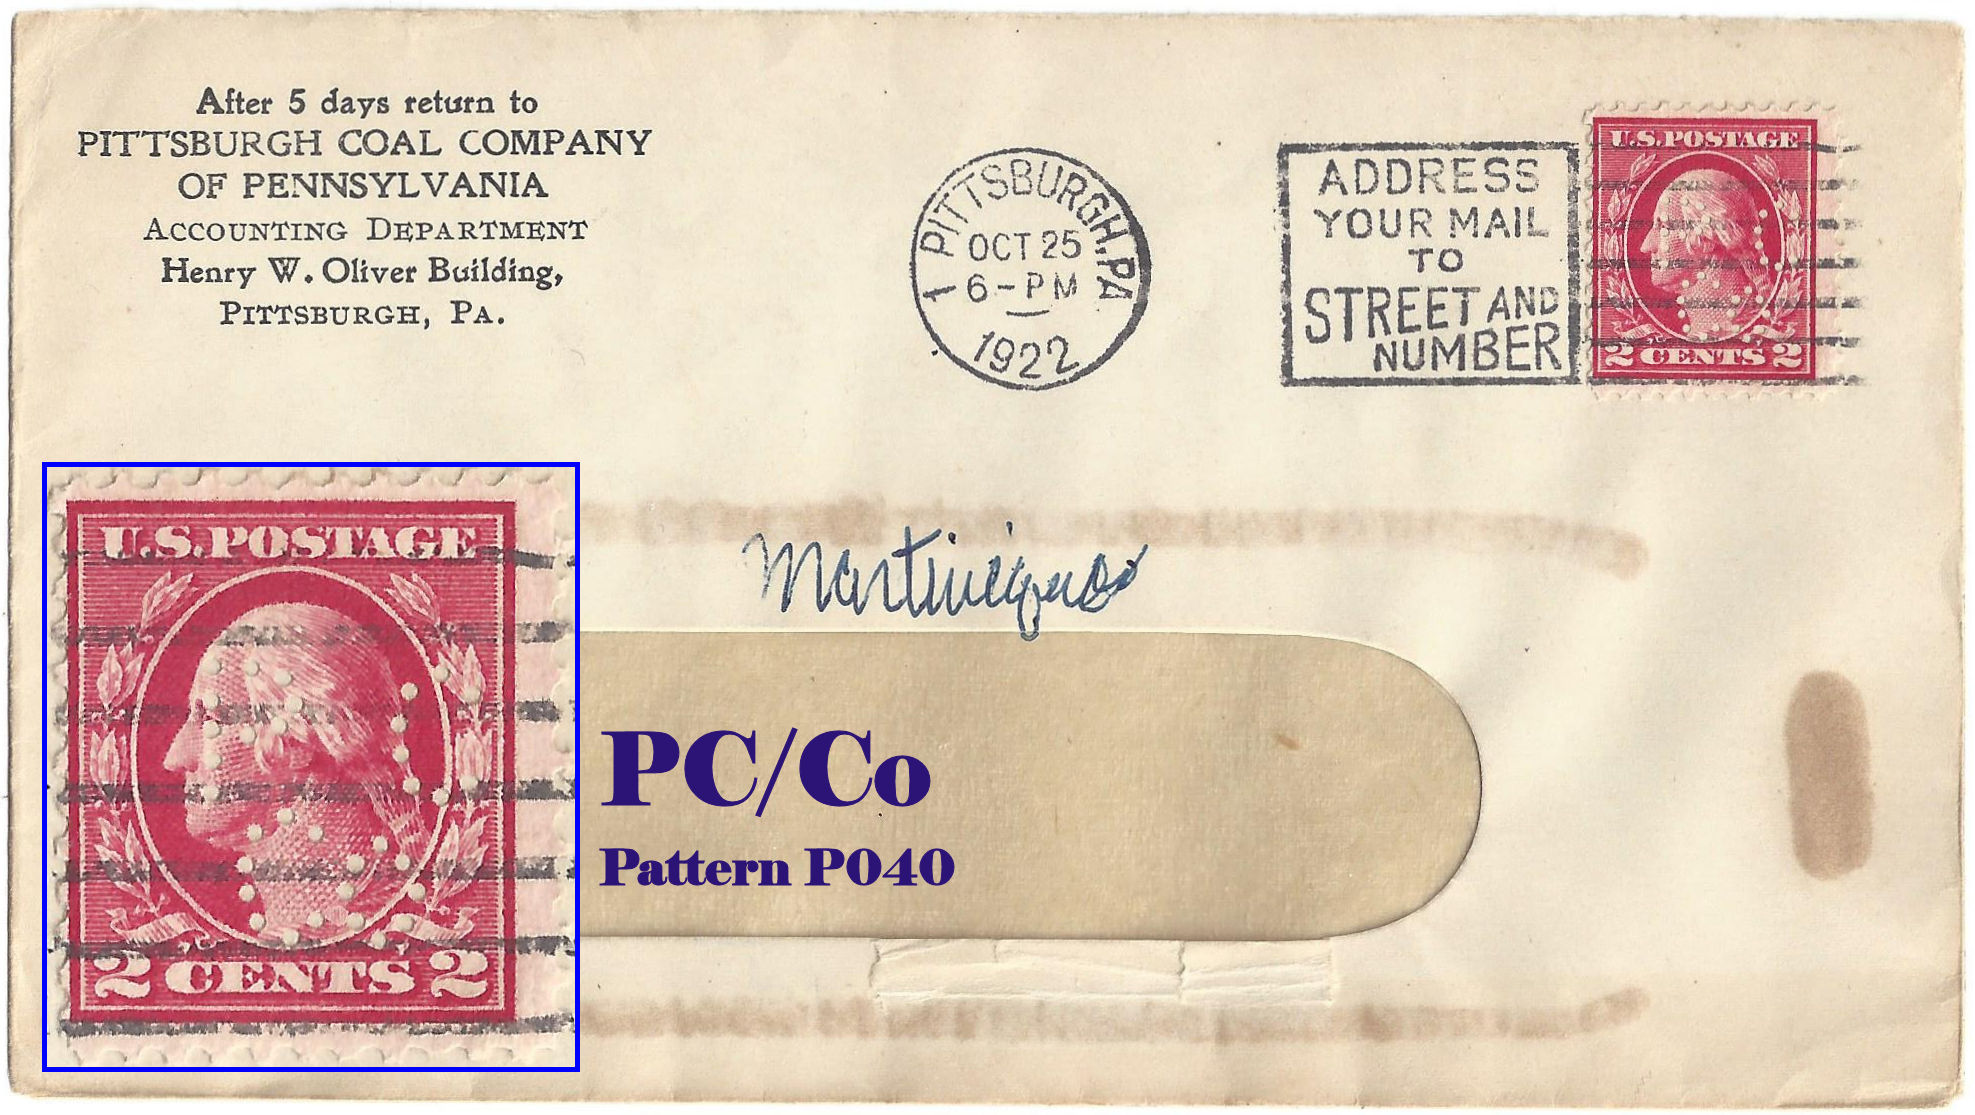 After 5 days return to
PITTSBURGH COAL COMPANY
OF PENNSYLVANIA
ACCOUNTING DEPARTMENT
Henry W. Oliver Building,
PITTSBURGH, PA.
1 PITTSBURGH, PA
OCT 25
6-PM
1922
ADDRESS
YOUR MAIL
TO
STREET AND
NUMBER
U.S. POSTAGE
2 CENTS 2
U.S. POSTAGE
2 CENTS 2
PC/Co
Pattern P040